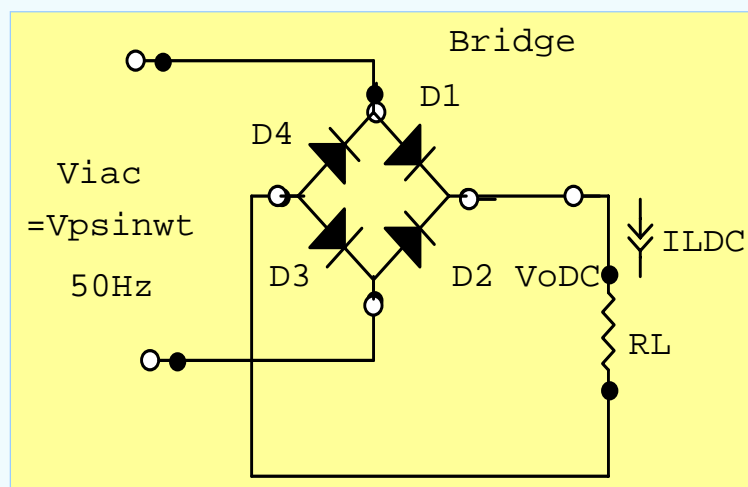 Bridge
D1
D4
Viac
=Vpsinwt
50Hz
D3
D2
VoDC
ILDC
RL